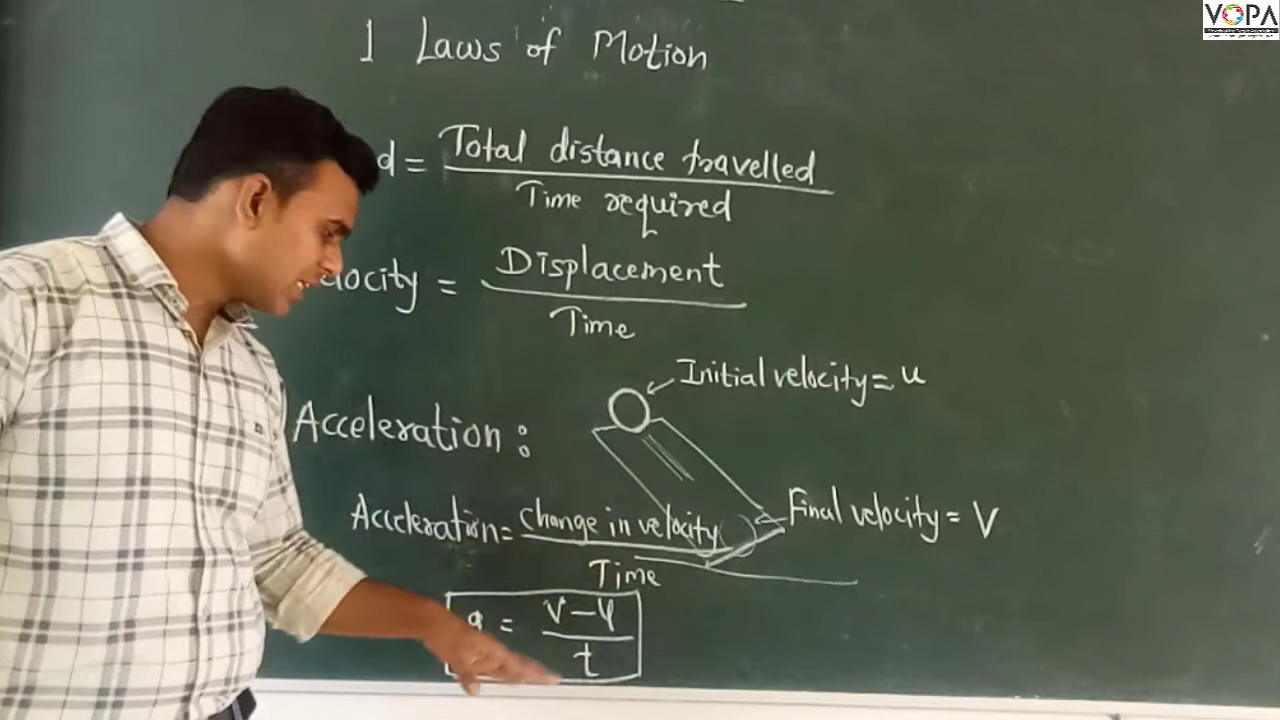 VOPA
1 Laws of Motion
d = Total distance travelled
Time required
locity = Displacement
Time
Initial velocity = u
Acceleration :
Final velocity = V
Acceleration = change in velocity
Time
a = V - u
t